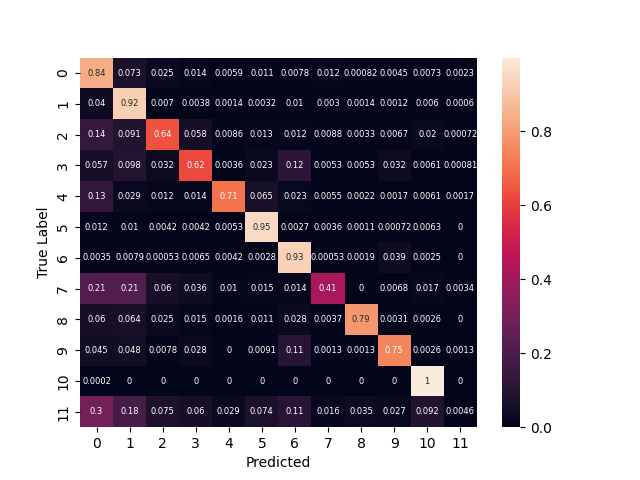 0 0.84 0.073 0.025 0.014 0.0059 0.011 0.0078 0.012 0.00082 0.0045 0.0073 0.0023
1 0.04 0.92 0.007 0.0038 0.0014 0.0032 0.01 0.003 0.0014 0.0012 0.006 0.0006
2 0.14 0.091 0.64 0.058 0.0086 0.013 0.012 0.0088 0.0033 0.0067 0.02 0.00072
3 0.057 0.098 0.032 0.62 0.0036 0.023 0.12 0.0053 0.0053 0.032 0.0061 0.00081
4 0.13 0.029 0.012 0.014 0.71 0.065 0.023 0.0055 0.0022 0.0017 0.0061 0.0017
5 0.012 0.01 0.0042 0.0042 0.0053 0.95 0.0027 0.0036 0.0011 0.00072 0.0063 0
6 0.0035 0.0079 0.00053 0.0065 0.0042 0.0028 0.93 0.00053 0.0019 0.039 0.0025 0
7 0.21 0.21 0.06 0.036 0.01 0.015 0.014 0.41 0 0.0068 0.017 0.0034
8 0.06 0.064 0.025 0.015 0.0016 0.011 0.028 0.0037 0.79 0.0031 0.0026 0
9 0.045 0.048 0.0078 0.028 0 0.0091 0.11 0.0013 0.0013 0.75 0.0026 0.0013
10 0.0002 0 0 0 0 0 0 0 0 0 1 0
11 0.3 0.18 0.075 0.06 0.029 0.074 0.11 0.016 0.035 0.027 0.092 0.0046
0 1 2 3 4 5 6 7 8 9 10 11
Predicted
True Label
0.8
0.6
0.4
0.2
0.0